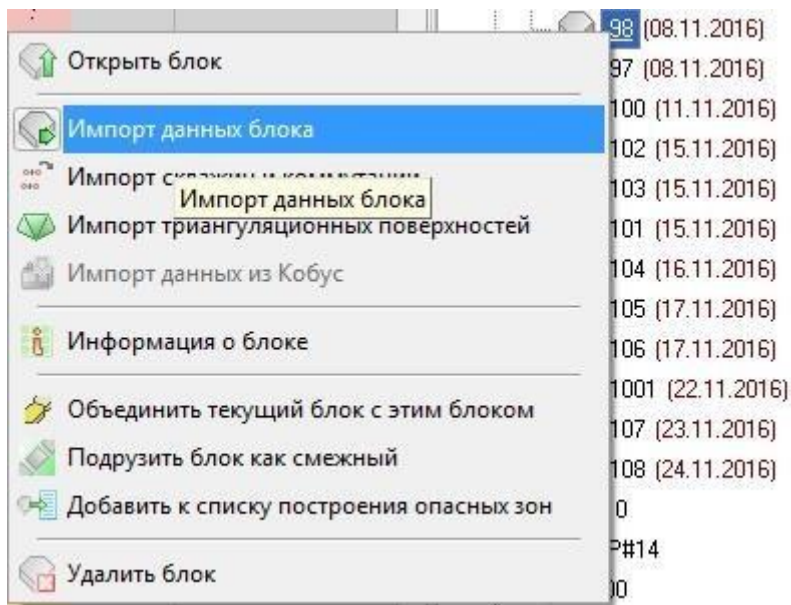 Открыть блок
Импорт данных блока
Импорт
Импорт данных блока
Импорт триангуляционных поверхностей
Импорт данных из Кобус
Информация о блоке
Объединить текущий блок с этим блоком
Подрузить блок как смежный
Добавить к списку построения опасных зон
Удалить блок
98 (08.11.2016)
97 (08.11.2016)
100 (11.11.2016)
102 (15.11.2016)
103 (15.11.2016)
101 (15.11.2016)
104 (16.11.2016)
105 (17.11.2016)
106 (17.11.2016)
1001 (22.11.2016)
107 (23.11.2016)
108 (24.11.2016)